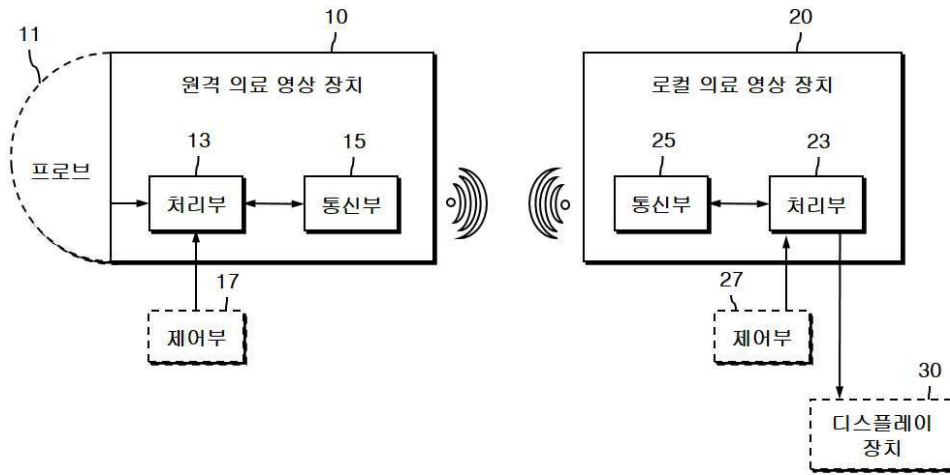 10
20
11
원격 의료 영상 장치
로컬 의료 영상 장치
13
15
25
23
프로브
처리부
통신부
통신부
처리부
17
27
제어부
제어부
30
디스플레이
장치